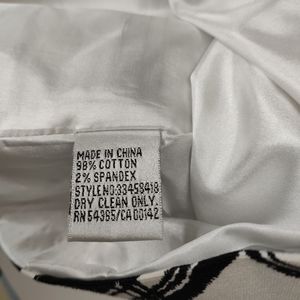 MADE IN CHINA
98% COTTON
2% SPANDEX
STYLE NO:33458418
DRY CLEAN ONLY.
RN 54365/CA 00142